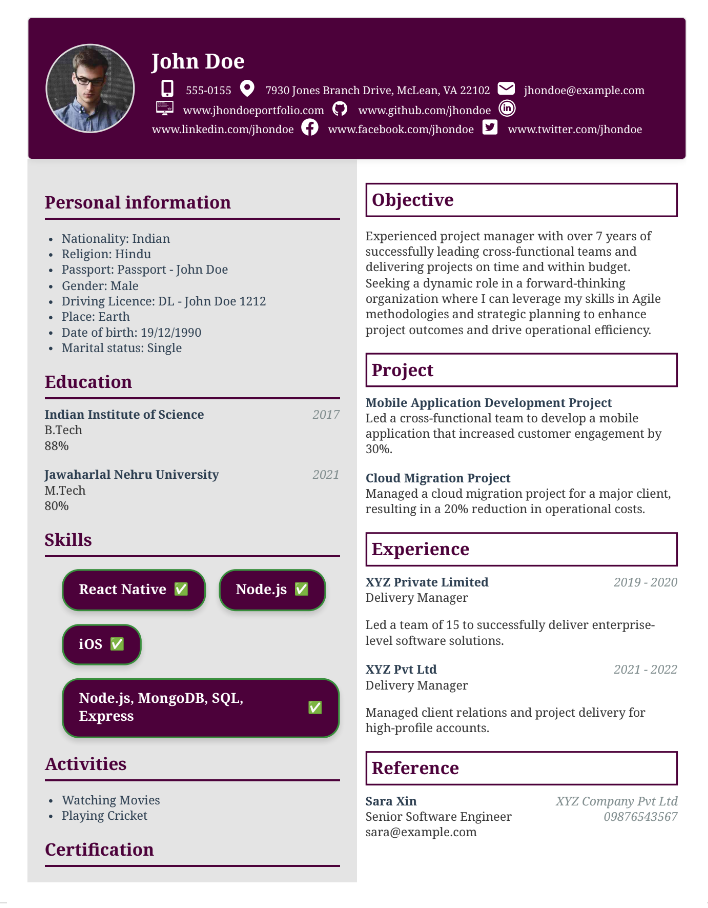 John Doe
555-0155 7930 Jones Branch Drive, McLean, VA 22102 jhondoe@example.com
www.jhondoeportfolio.com www.github.com/jhondoe
www.linkedin.com/jhondoe www.facebook.com/jhondoe www.twitter.com/jhondoe
Personal information
• Nationality: Indian
• Religion: Hindu
• Passport: Passport - John Doe
• Gender: Male
• Driving Licence: DL - John Doe 1212
• Place: Earth
• Date of birth: 19/12/1990
• Marital status: Single
Education
Indian Institute of Science 2017
B.Tech
88%
Jawaharlal Nehru University 2021
M.Tech
80%
Skills
React Native ✅ Node.js ✅
iOS ✅
Node.js, MongoDB, SQL,
Express ✅
Activities
• Watching Movies
• Playing Cricket
Certification
Objective
Experienced project manager with over 7 years of
successfully leading cross-functional teams and
delivering projects on time and within budget.
Seeking a dynamic role in a forward-thinking
organization where I can leverage my skills in Agile
methodologies and strategic planning to enhance
project outcomes and drive operational efficiency.
Project
Mobile Application Development Project
Led a cross-functional team to develop a mobile
application that increased customer engagement by
30%.
Cloud Migration Project
Managed a cloud migration project for a major client,
resulting in a 20% reduction in operational costs.
Experience
XYZ Private Limited 2019 - 2020
Delivery Manager
Led a team of 15 to successfully deliver enterprise-
level software solutions.
XYZ Pvt Ltd 2021 - 2022
Delivery Manager
Managed client relations and project delivery for
high-profile accounts.
Reference
Sara Xin XYZ Company Pvt Ltd
Senior Software Engineer 09876543567
sara@example.com